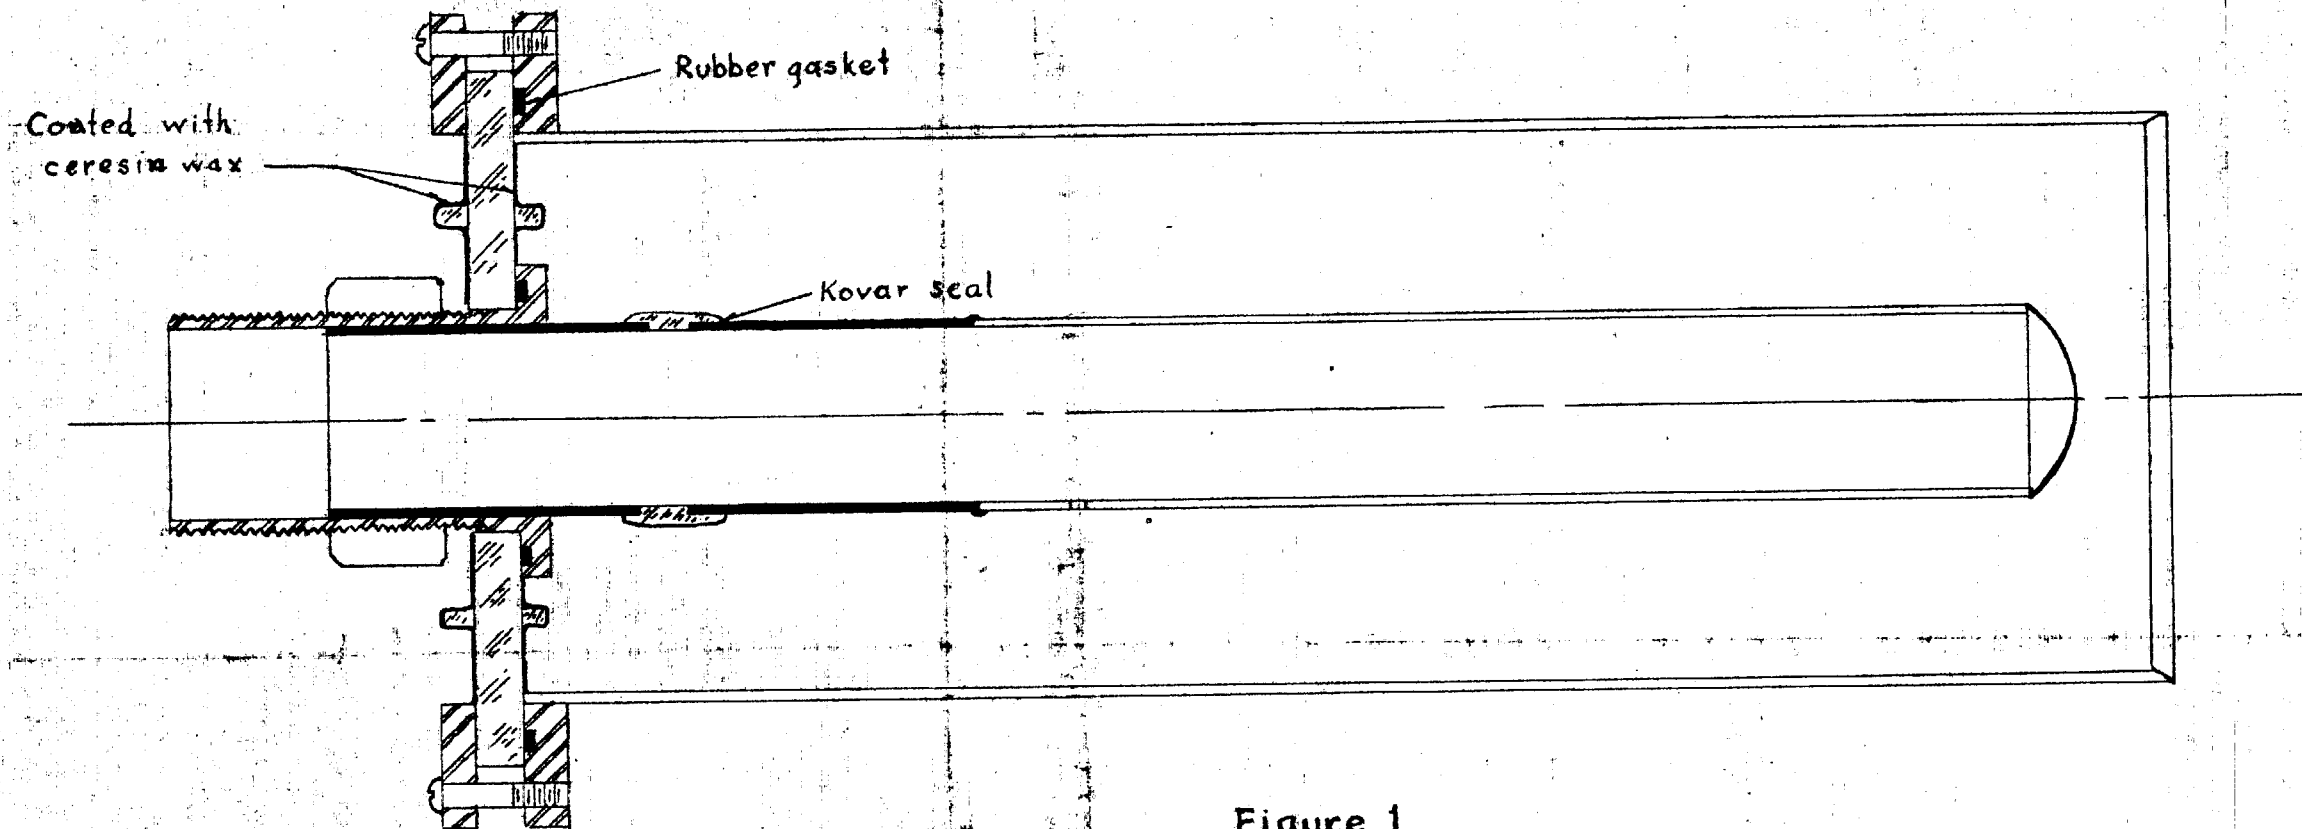 Rubber gasket
Coated with
ceresin wax
Kovar seal
Figure 1